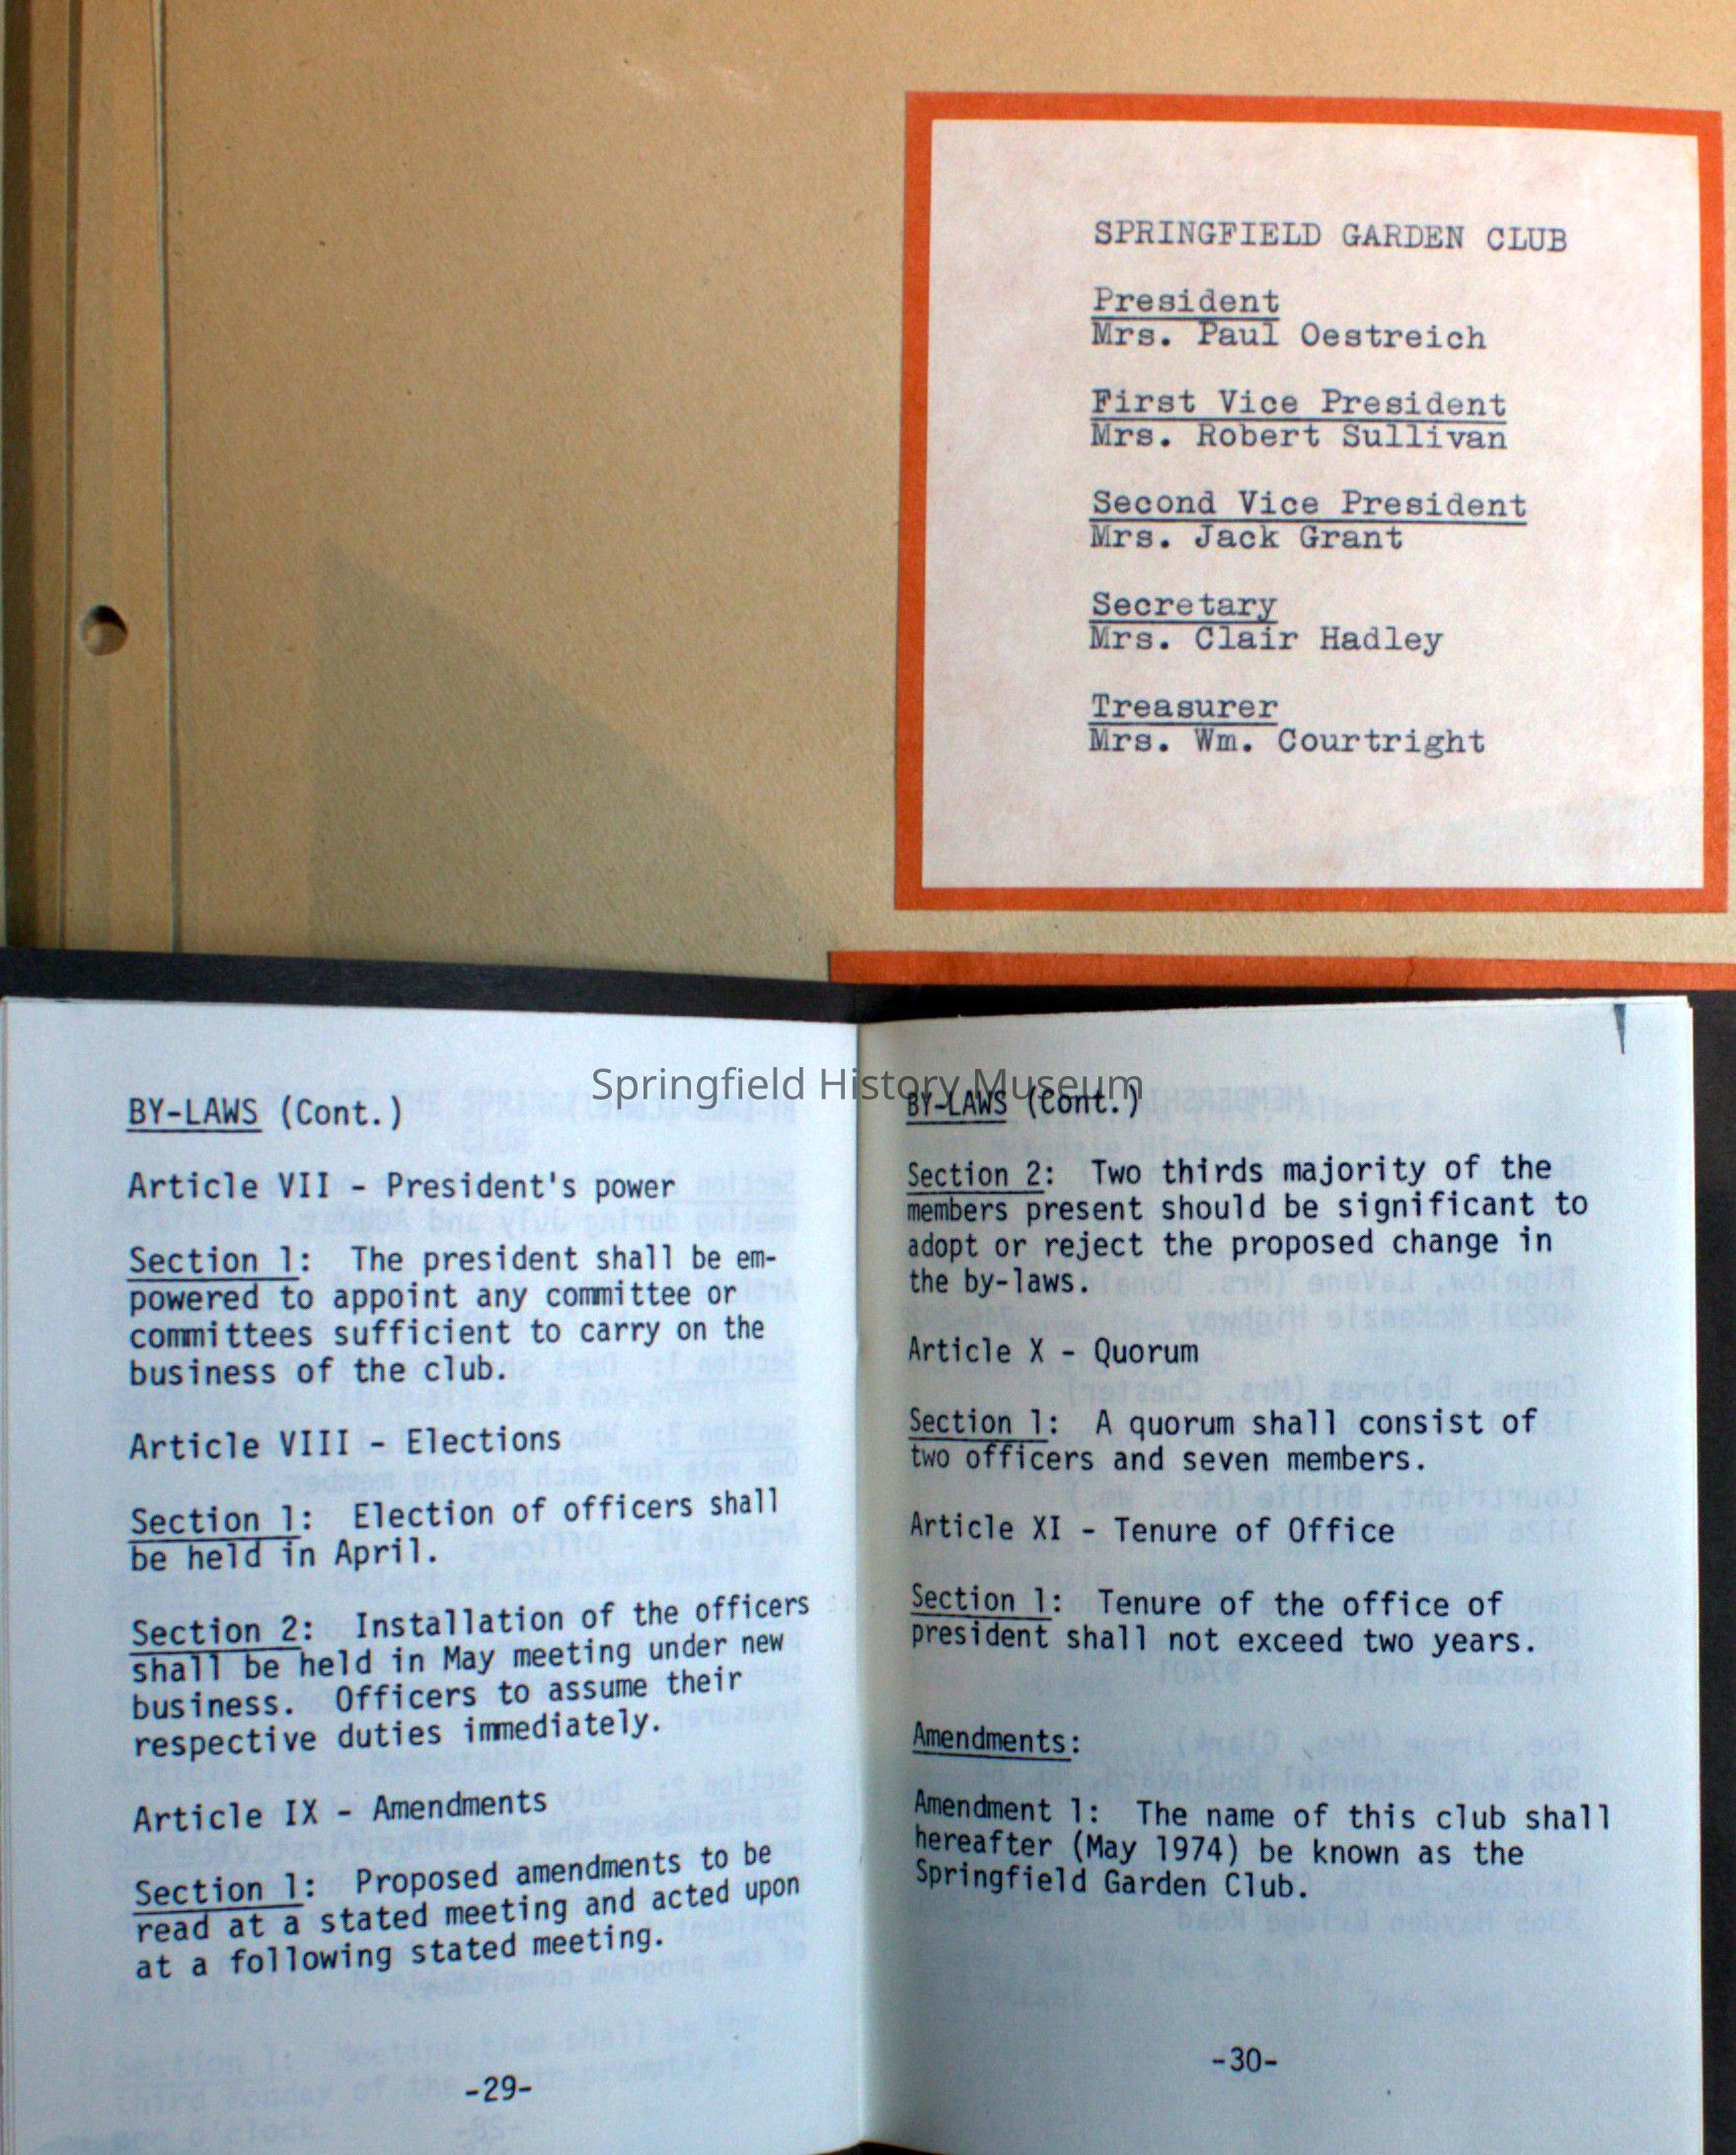 SPRINGFIELD GARDEN CLUB
President
Mrs. Paul Oestreich
First Vice President
Mrs. Robert Sullivan
Second Vice President
Mrs. Jack Grant
Secretary
Mrs. Clair Hadley
Treasurer
Mrs. Wm. Courtright
Springfield History Museum
BY-LAWS (Cont.)
Article VII - President's power
Section 1: The president shall be em-
powered to appoint any committee or
committees sufficient to carry on the
business of the club.
Article VIII - Elections
Section 1: Election of officers shall
be held in April.
Section 2: Installation of the officers
shall be held in May meeting under new
business. Officers to assume their
respective duties immediately.
Article IX - Amendments
Section 1: Proposed amendments to be
read at a stated meeting and acted upon
at a following stated meeting.
-29-
BY-LAWS (Cont.)
Section 2: Two thirds majority of the
members present should be significant to
adopt or reject the proposed change in
the by-laws.
Article X - Quorum
Section 1: A quorum shall consist of
two officers and seven members.
Article XI - Tenure of Office
Section 1: Tenure of the office of
president shall not exceed two years.
Amendments:
Amendment 1: The name of this club shall
hereafter (May 1974) be known as the
Springfield Garden Club.
-30-